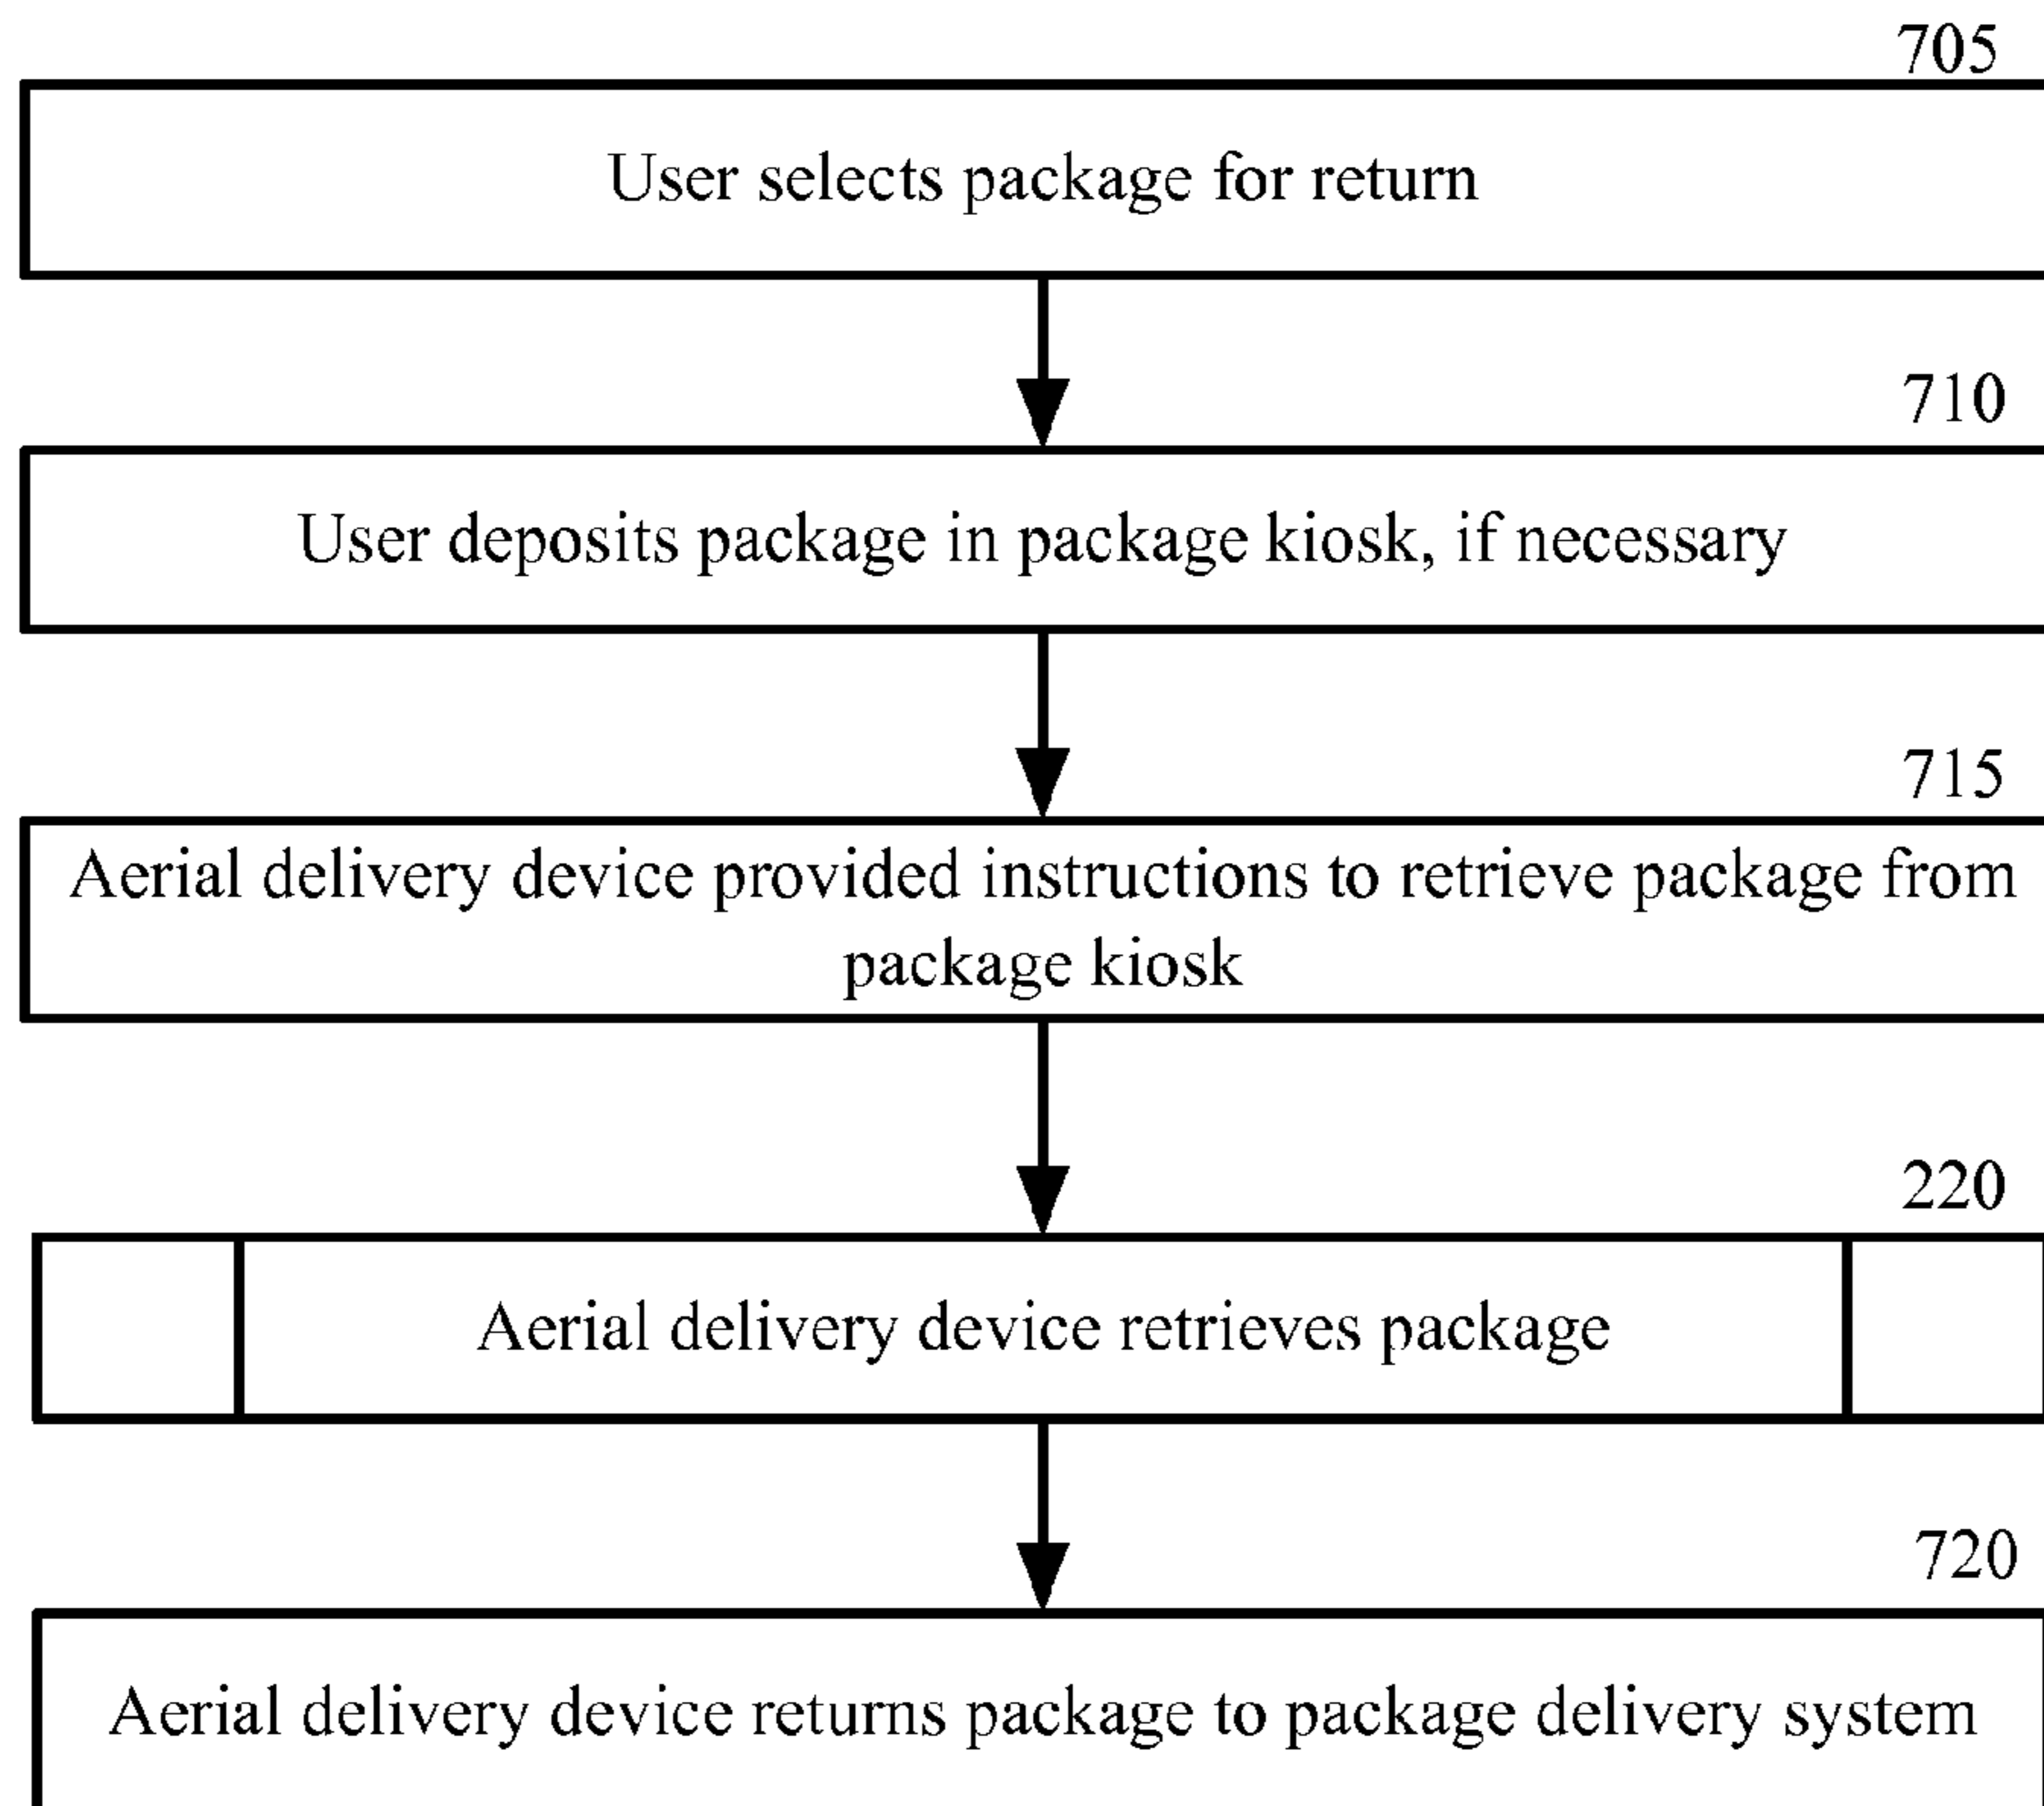 705
User selects package for return
710
User deposits package in package kiosk, if necessary
715
Aerial delivery device provided instructions to retrieve package from
package kiosk
220
Aerial delivery device retrieves package
720
Aerial delivery device returns package to package delivery system